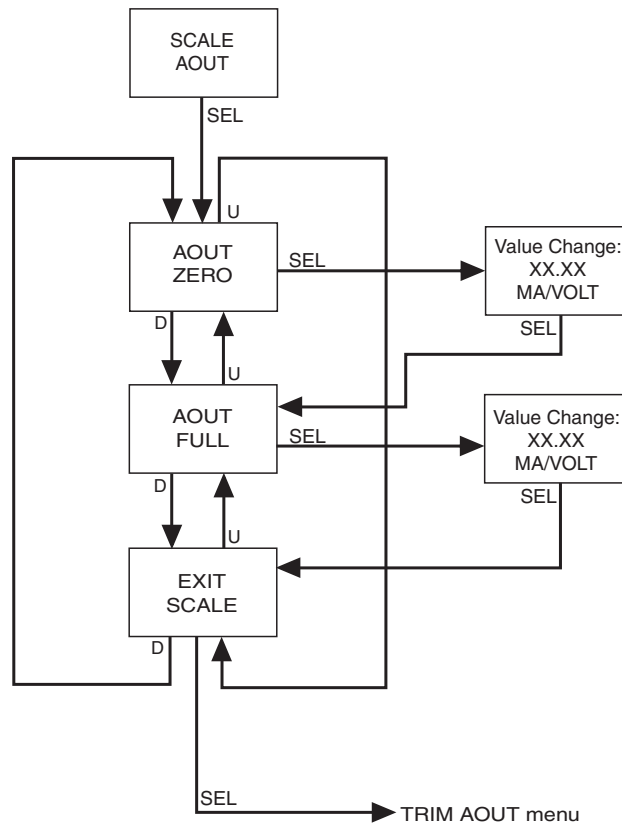 SCALE
AOUT
SEL
U
AOUT
ZERO
SEL
Value Change:
XX.XX
MA/VOLT
SEL
D
U
AOUT
FULL
SEL
Value Change:
XX.XX
MA/VOLT
SEL
D
U
EXIT
SCALE
D
SEL
TRIM AOUT menu